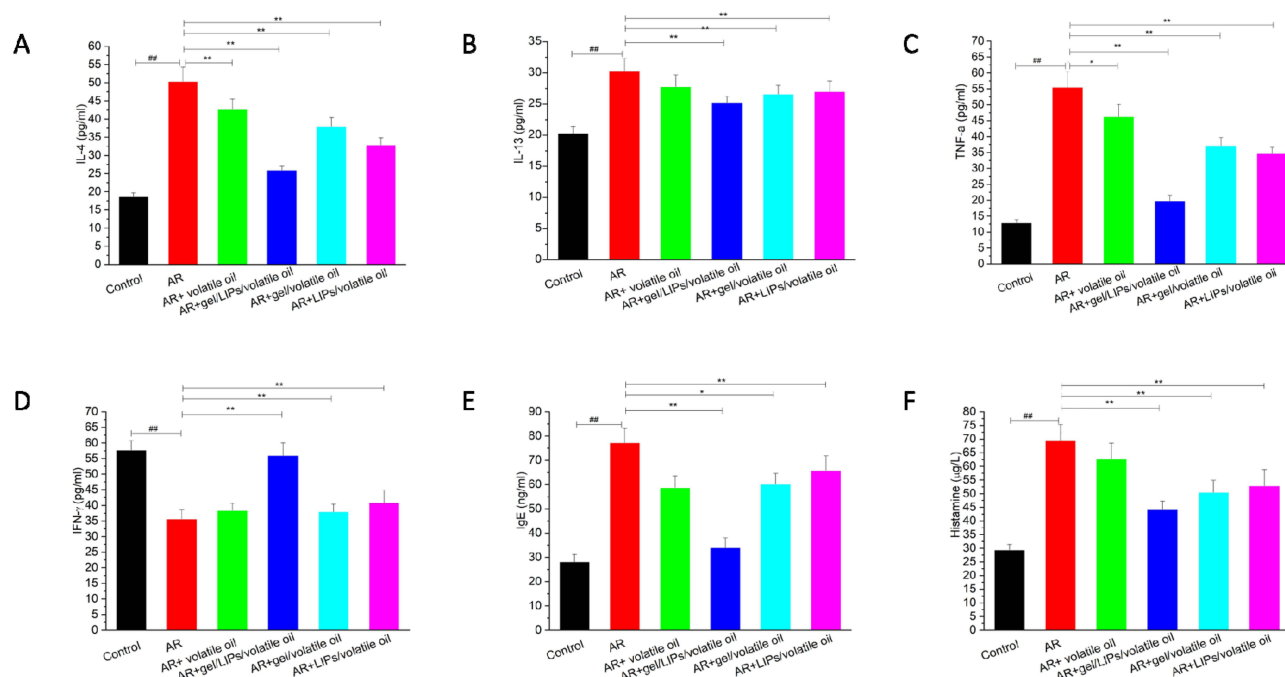 A
**
**
**
##
**
IL-4 (pg/ml)
60
55
50
45
40
35
30
25
20
15
10
5
0
Control
AR
AR+ volatile oil
AR+gel/LIPs/volatile oil
AR+gel/volatile oil
AR+LIPs/volatile oil
B
**
**
**
##
IL-13 (pg/ml)
35
30
25
20
15
10
5
0
Control
AR
AR+ volatile oil
AR+gel/LIPs/volatile oil
AR+gel/volatile oil
AR+LIPs/volatile oil
C
**
**
**
##
*
TNF-a (pg/ml)
65
60
55
50
45
40
35
30
25
20
15
10
5
0
Control
AR
AR+ volatile oil
AR+gel/LIPs/volatile oil
AR+gel/volatile oil
AR+LIPs/volatile oil
D
**
**
**
##
IFN-γ (pg/ml)
70
65
60
55
50
45
40
35
30
25
20
15
10
5
0
Control
AR
AR+ volatile oil
AR+gel/LIPs/volatile oil
AR+gel/volatile oil
AR+LIPs/volatile oil
E
**
*
**
##
IgE (ng/ml)
90
80
70
60
50
40
30
20
10
0
Control
AR
AR+ volatile oil
AR+gel/LIPs/volatile oil
AR+gel/volatile oil
AR+LIPs/volatile oil
F
**
**
**
##
Histamine (μg/L)
80
75
70
65
60
55
50
45
40
35
30
25
20
15
10
5
0
Control
AR
AR+ volatile oil
AR+gel/LIPs/volatile oil
AR+gel/volatile oil
AR+LIPs/volatile oil